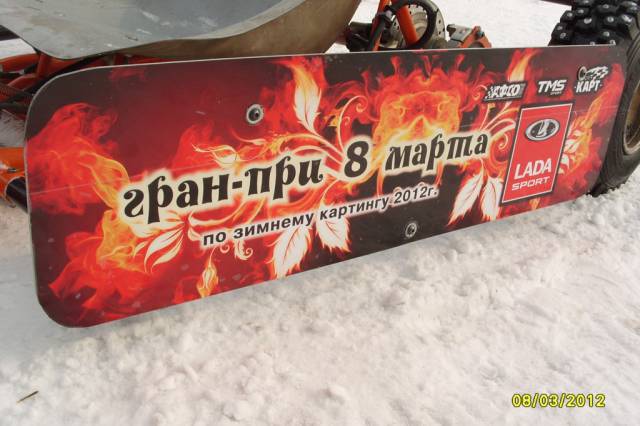 TMS
КАРТ
гран-при 8 марта
по зимнему картингу 2012г.
LADA
SPORT
08/03/2012